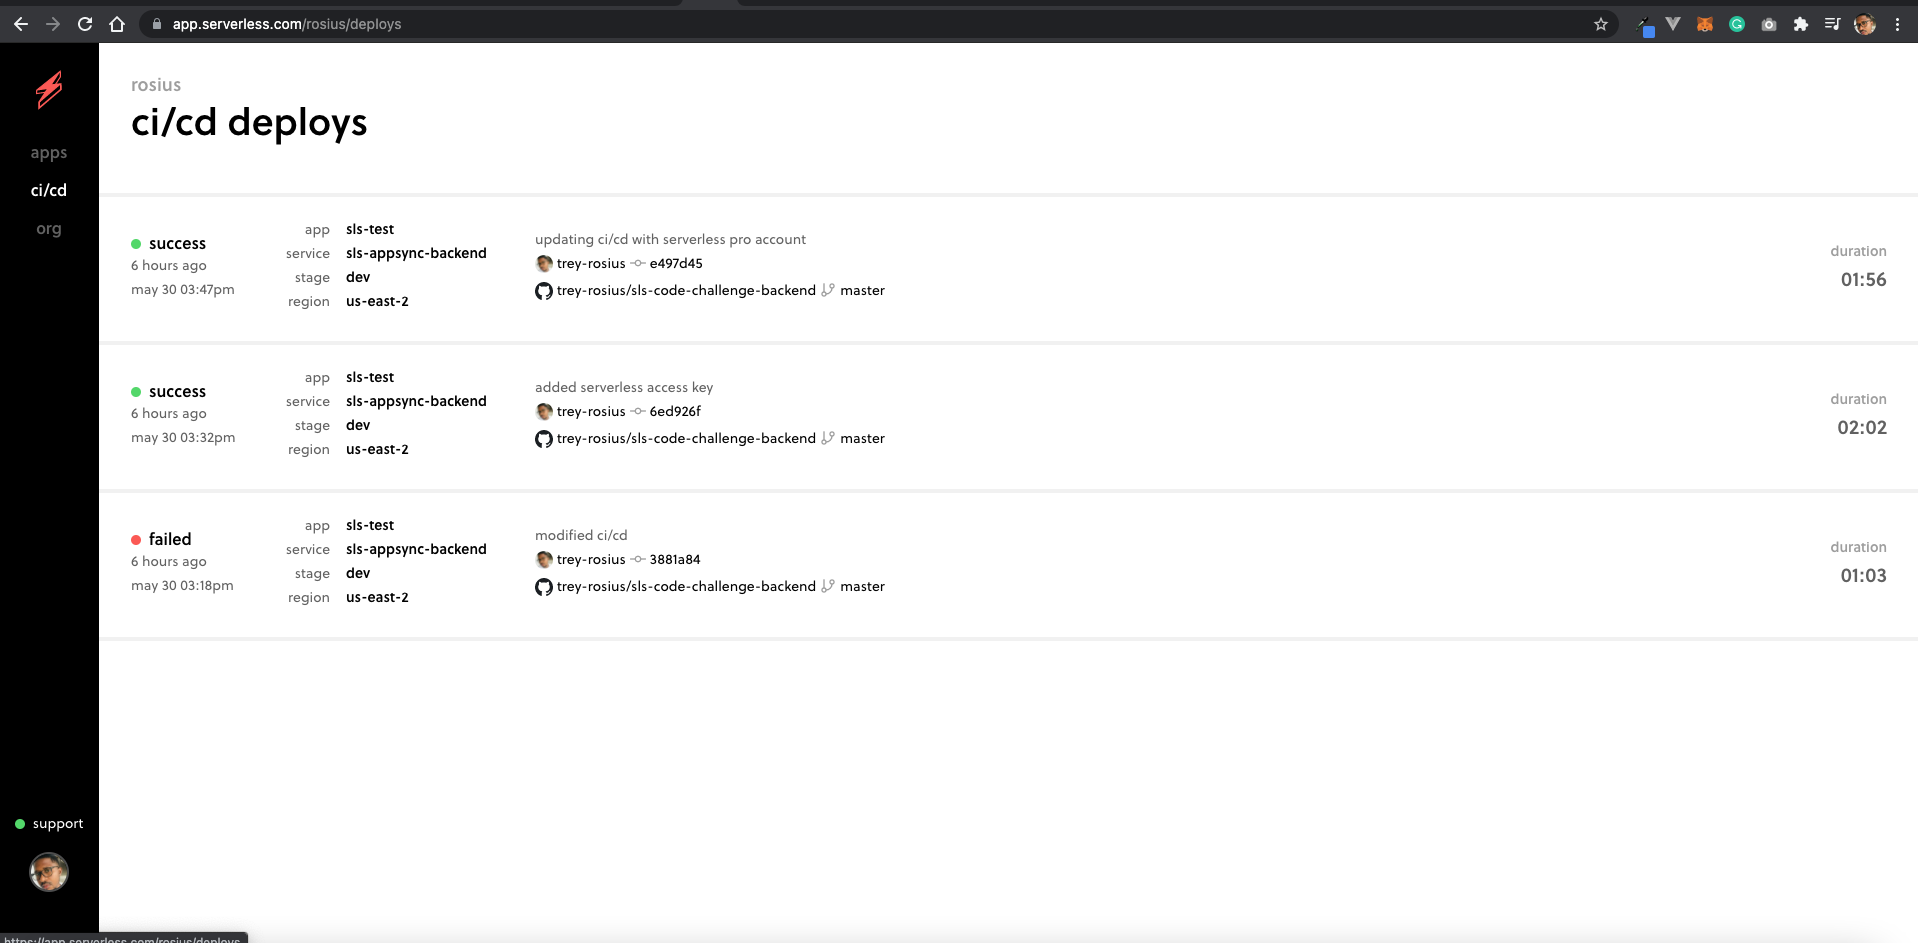 app.serverless.com/rosius/deploys
rosius
ci/cd deploys
apps
ci/cd
org
success
6 hours ago
may 30 03:47pm
app sls-test
service sls-appsync-backend
stage dev
region us-east-2
updating ci/cd with serverless pro account
trey-rosius e497d45
trey-rosius/sls-code-challenge-backend master
duration
01:56
success
6 hours ago
may 30 03:32pm
app sls-test
service sls-appsync-backend
stage dev
region us-east-2
added serverless access key
trey-rosius 6ed926f
trey-rosius/sls-code-challenge-backend master
duration
02:02
failed
6 hours ago
may 30 03:18pm
app sls-test
service sls-appsync-backend
stage dev
region us-east-2
modified ci/cd
trey-rosius 3881a84
trey-rosius/sls-code-challenge-backend master
duration
01:03
support
https://app.serverless.com/rosius/deploys